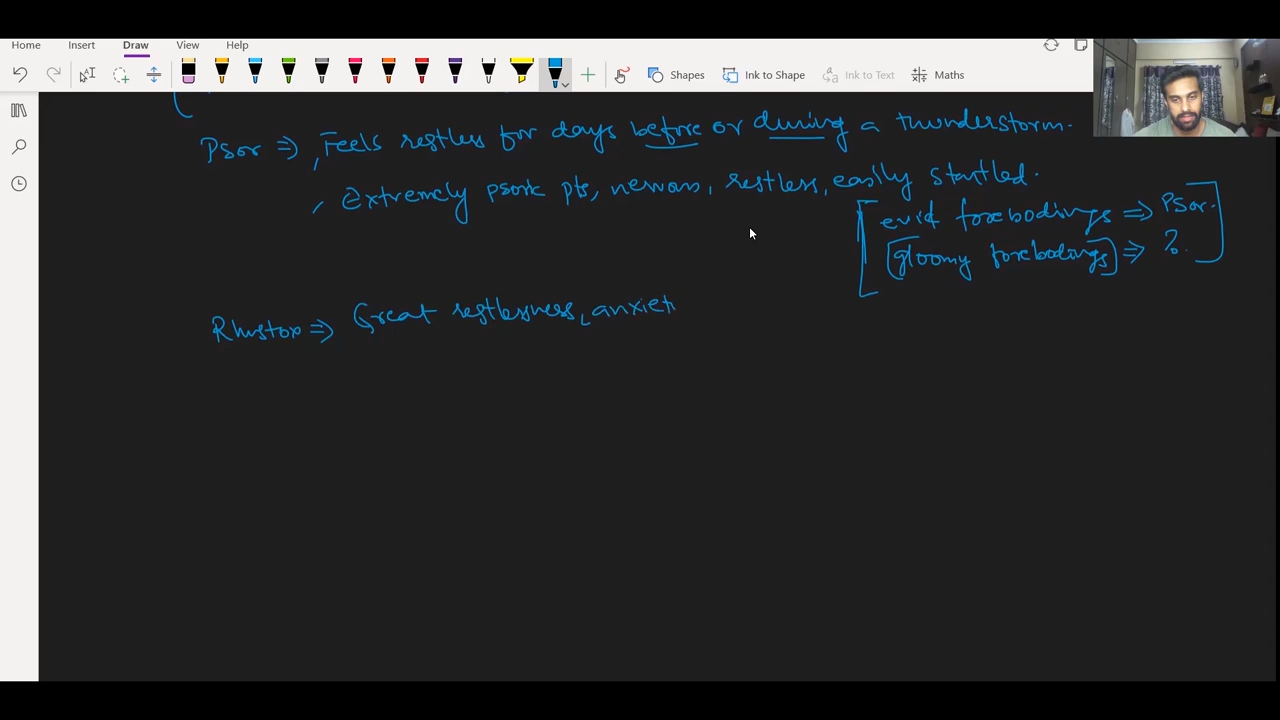 Home Insert Draw View Help
Shapes Ink to Shape Ink to Text Maths
Psor ⇒ , Feels restless for days before or during a thunderstorm.
, Extremely psoric pts, nervous, restless, easily startled.
evil forebodings ⇒ Psor.
(gloomy forebodings) ⇒ ?.
Rhustox ⇒ Great restlessness, anxiet